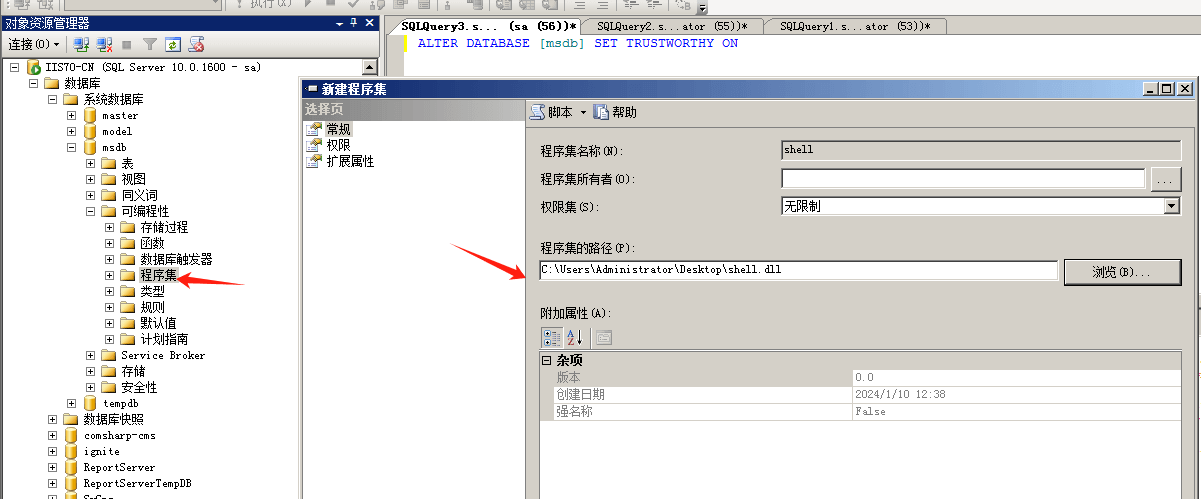 执行(X)
对象资源管理器
连接(O)
IIS70-CN (SQL Server 10.0.1600 - sa)
数据库
系统数据库
master
model
msdb
表
视图
同义词
可编程性
存储过程
函数
数据库触发器
程序集
类型
规则
默认值
计划指南
Service Broker
存储
安全性
tempdb
数据库快照
comsharp-cms
ignite
ReportServer
ReportServerTempDB
SQLQuery3.s... (sa (56))*
SQLQuery2.s...ator (55))*
SQLQuery1.s...ator (53))*
ALTER DATABASE [msdb] SET TRUSTWORTHY ON
新建程序集
选择页
常规
权限
扩展属性
脚本
帮助
程序集名称(N):
shell
程序集所有者(O):
...
权限集(S):
无限制
程序集的路径(P):
C:\Users\Administrator\Desktop\shell.dll
浏览(B)...
附加属性(A):
杂项
版本
0.0
创建日期
2024/1/10 12:38
强名称
False